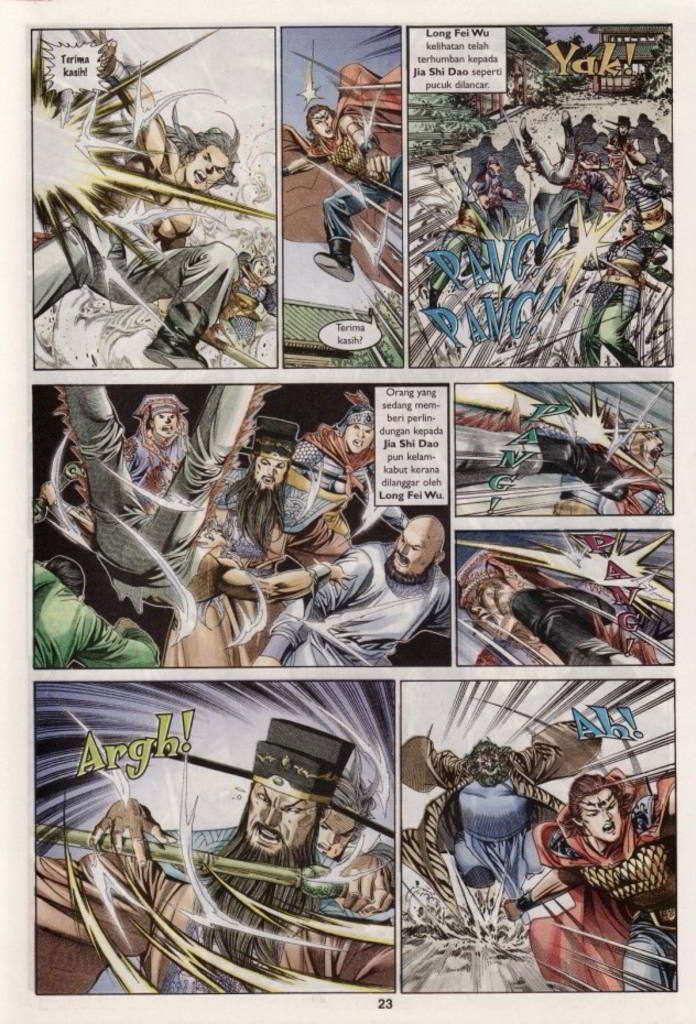 Terima
kasih!
Terima
kasih?
Long Fei Wu
kelihatan telah
terhumban kepada
Jia Shi Dao seperti
pucuk dilancar.
Yak!
PANG!
PANG!
Orang yang
sedang mem-
beri perlin-
dungan kepada
Jia Shi Dao
pun kelam-
kabut kerana
dilanggar oleh
Long Fei Wu.
PANG!
PANG!
Argh!
Ah!
23